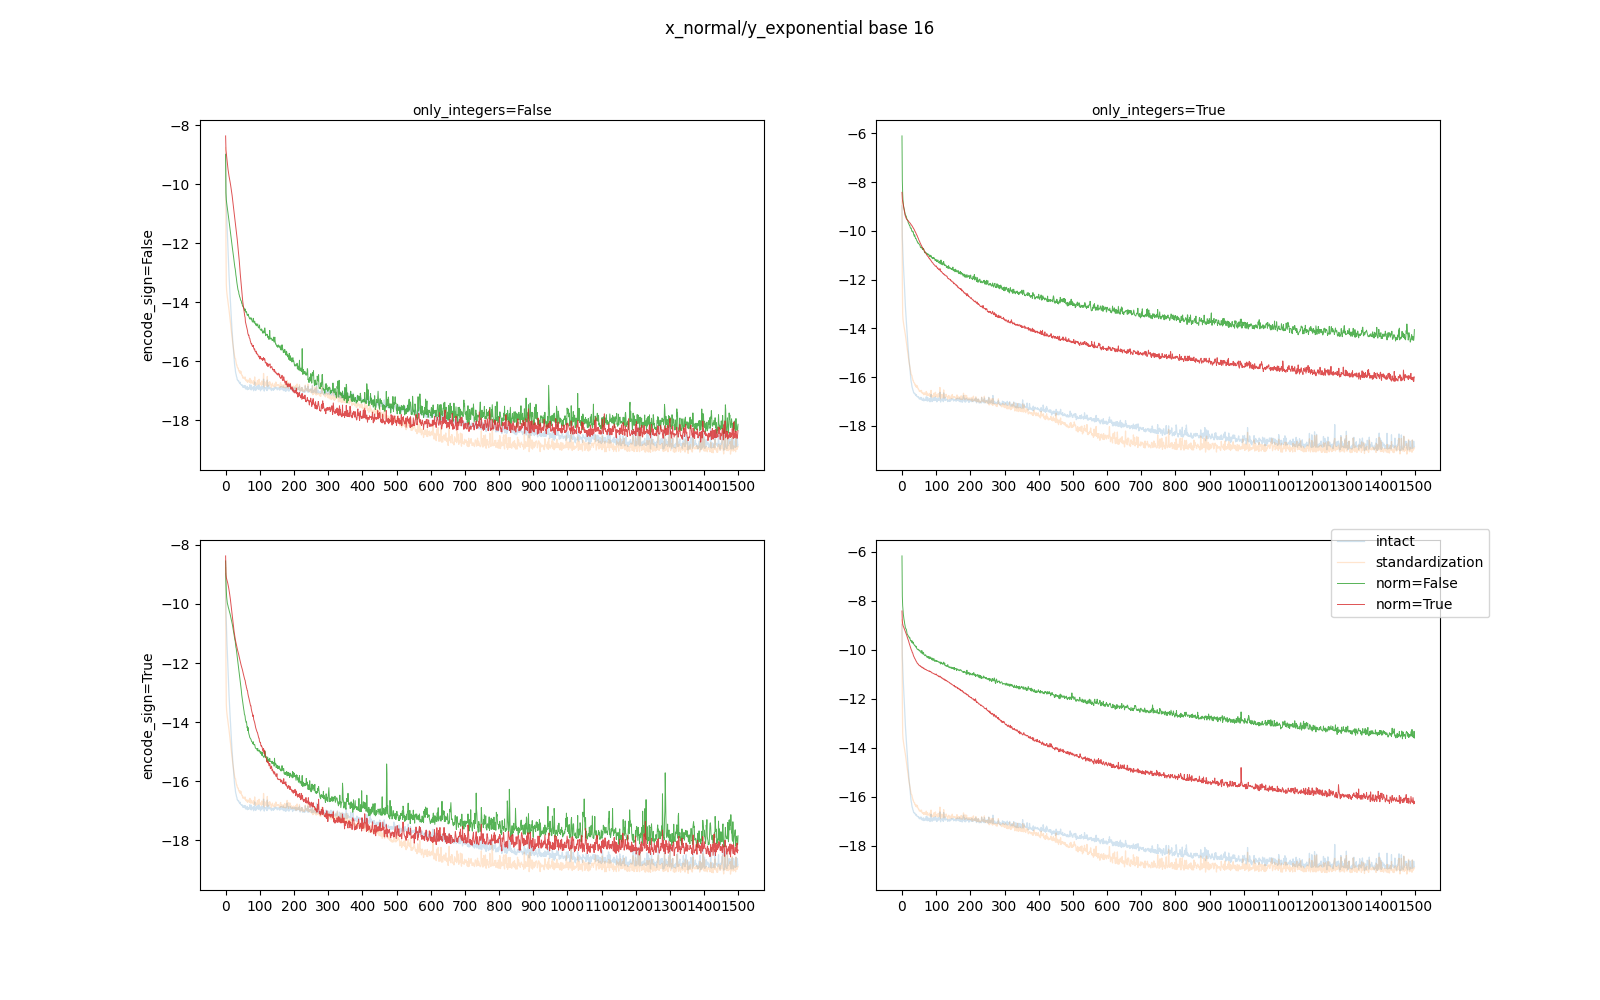 x_normal/y_exponential base 16
only_integers=False
only_integers=True
encode_sign=False
−8
−10
−12
−14
−16
−18
0 100 200 300 400 500 600 700 800 900 1000 1100 1200 1300 1400 1500
−6
−8
−10
−12
−14
−16
−18
0 100 200 300 400 500 600 700 800 900 1000 1100 1200 1300 1400 1500
encode_sign=True
−8
−10
−12
−14
−16
−18
0 100 200 300 400 500 600 700 800 900 1000 1100 1200 1300 1400 1500
−6
−8
−10
−12
−14
−16
−18
0 100 200 300 400 500 600 700 800 900 1000 1100 1200 1300 1400 1500
intact
standardization
norm=False
norm=True